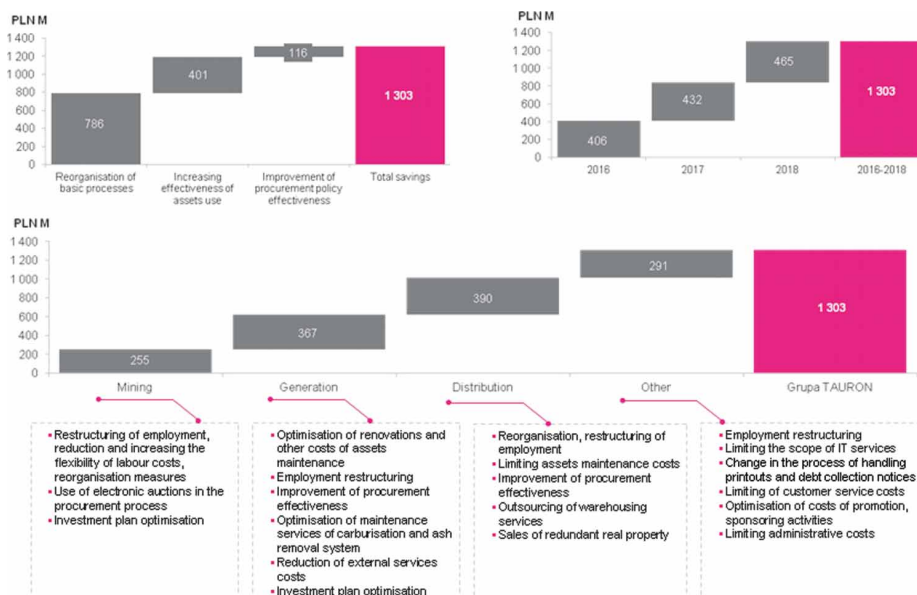 PLN M
1 400
1 200
1 000
800
600
400
200
0
786
401
116
1 303
Reorganisation of
basic processes
Increasing
effectiveness of
assets use
Improvement of
procurement policy
effectiveness
Total savings
PLN M
1 400
1 200
1 000
800
600
400
200
0
406
432
465
1 303
2016
2017
2018
2016-2018
PLN M
1 400
1 200
1 000
800
600
400
200
0
255
367
390
291
1 303
Mining
Generation
Distribution
Other
Grupa TAURON
▪ Restructuring of employment,
reduction and increasing the
flexibility of labour costs,
reorganisation measures
▪ Use of electronic auctions in the
procurement process
▪ Investment plan optimisation
▪ Optimisation of renovations and
other costs of assets
maintenance
▪ Employment restructuring
▪ Improvement of procurement
effectiveness
▪ Optimisation of maintenance
services of carburisation and ash
removal system
▪ Reduction of external services
costs
▪ Investment plan optimisation
▪ Reorganisation, restructuring of
employment
▪ Limiting assets maintenance costs
▪ Improvement of procurement
effectiveness
▪ Outsourcing of warehousing
services
▪ Sales of redundant real property
▪ Employment restructuring
▪ Limiting the scope of IT services
▪ Change in the process of handling
printouts and debt collection notices
▪ Limiting of customer service costs
▪ Optimisation of costs of promotion,
sponsoring activities
▪ Limiting administrative costs